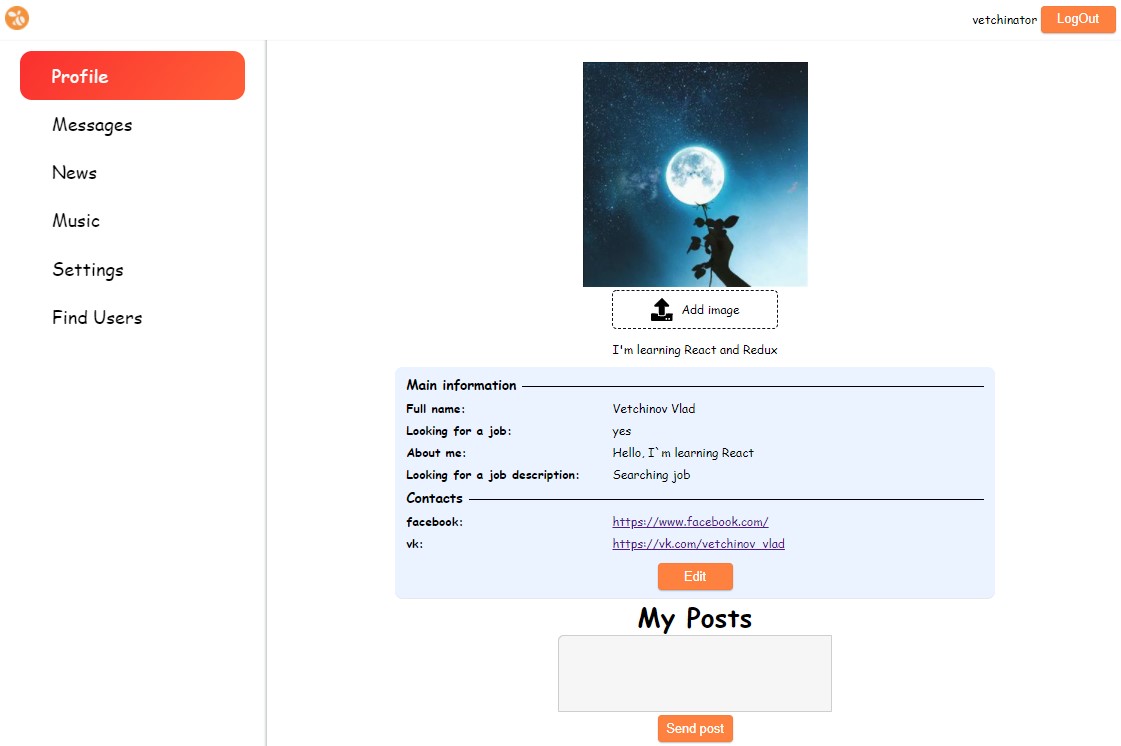 vetchinator LogOut
Profile
Messages
News
Music
Settings
Find Users
Add image
I'm learning React and Redux
Main information
Full name: Vetchinov Vlad
Looking for a job: yes
About me: Hello, I`m learning React
Looking for a job description: Searching job
Contacts
facebook: https://www.facebook.com/
vk: https://vk.com/vetchinov_vlad
Edit
My Posts
Send post